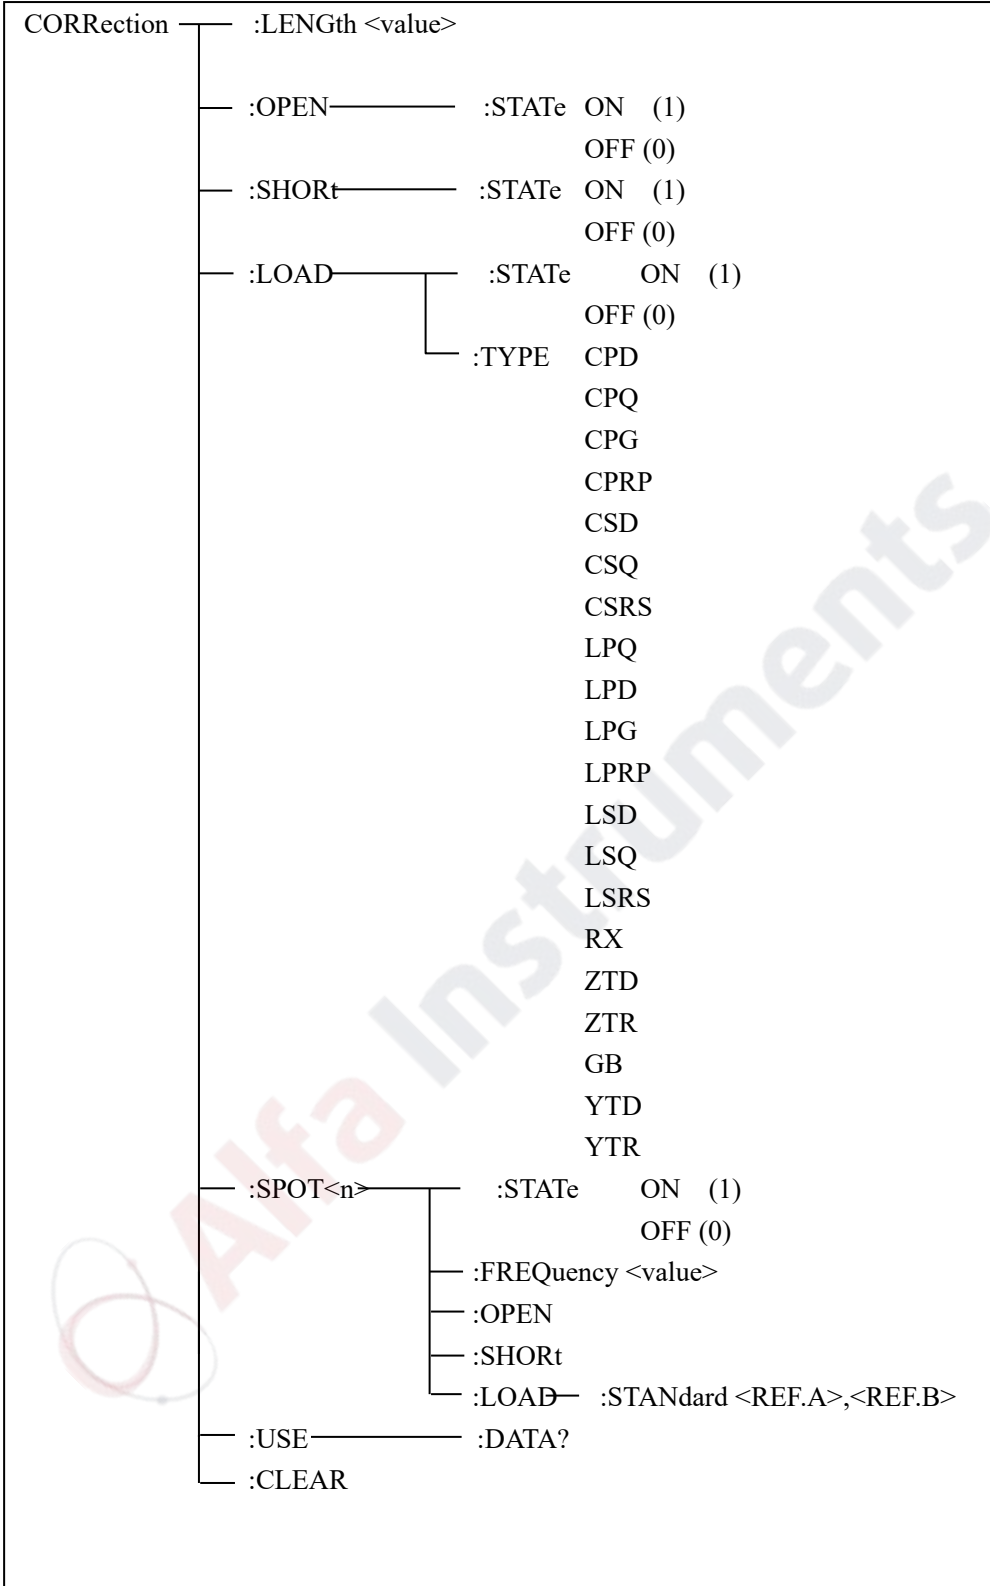 CORRection :LENGth <value>
:OPEN :STATe ON (1)
OFF (0)
:SHORt :STATe ON (1)
OFF (0)
:LOAD :STATe ON (1)
OFF (0)
:TYPE CPD
CPQ
CPG
CPRP
CSD
CSQ
CSRS
LPQ
LPD
LPG
LPRP
LSD
LSQ
LSRS
RX
ZTD
ZTR
GB
YTD
YTR
:SPOT<n> :STATe ON (1)
OFF (0)
:FREQuency <value>
:OPEN
:SHORt
:LOAD :STANdard <REF.A>,<REF.B>
:USE :DATA?
:CLEAR
Alfa Instruments